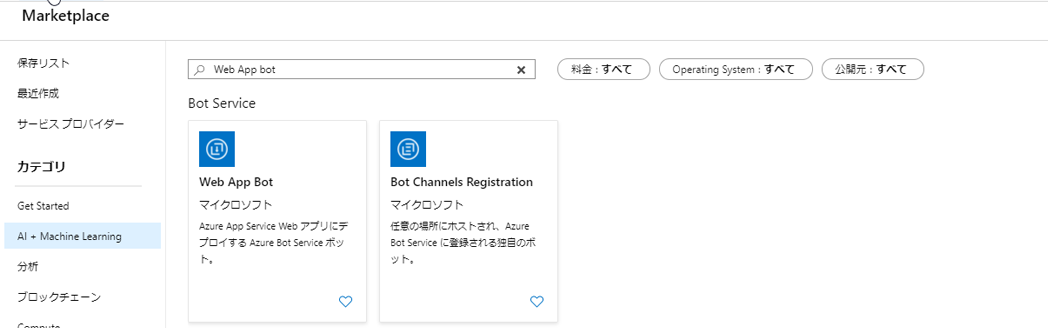 Marketplace
保存リスト
最近作成
サービス プロバイダー
カテゴリ
Get Started
AI + Machine Learning
分析
ブロックチェーン
Compute
Web App bot
料金 : すべて
Operating System : すべて
公開元 : すべて
Bot Service
Web App Bot
マイクロソフト
Azure App Service Web アプリにデ
プロイする Azure Bot Service ボッ
ト。
Bot Channels Registration
マイクロソフト
任意の場所にホストされ、Azure
Bot Service に登録される独自のボ
ット。